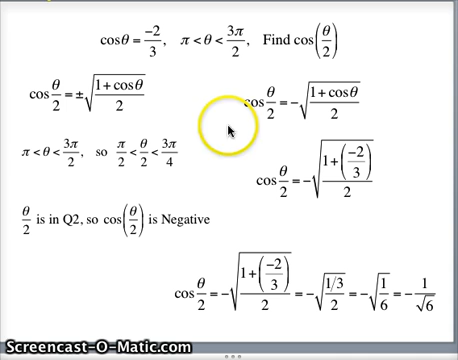 cosθ = -2/3, π < θ < 3π/2, Find cos(θ/2)
cos θ/2 = ±√((1+cosθ)/2)
π < θ < 3π/2, so π/2 < θ/2 < 3π/4
θ/2 is in Q2, so cos(θ/2) is Negative
cos θ/2 = -√((1+cosθ)/2)
cos θ/2 = -√((1+(-2/3))/2)
cos θ/2 = -√((1+(-2/3))/2) = -√((1/3)/2) = -√(1/6) = -1/√6
Screencast-O-Matic.com